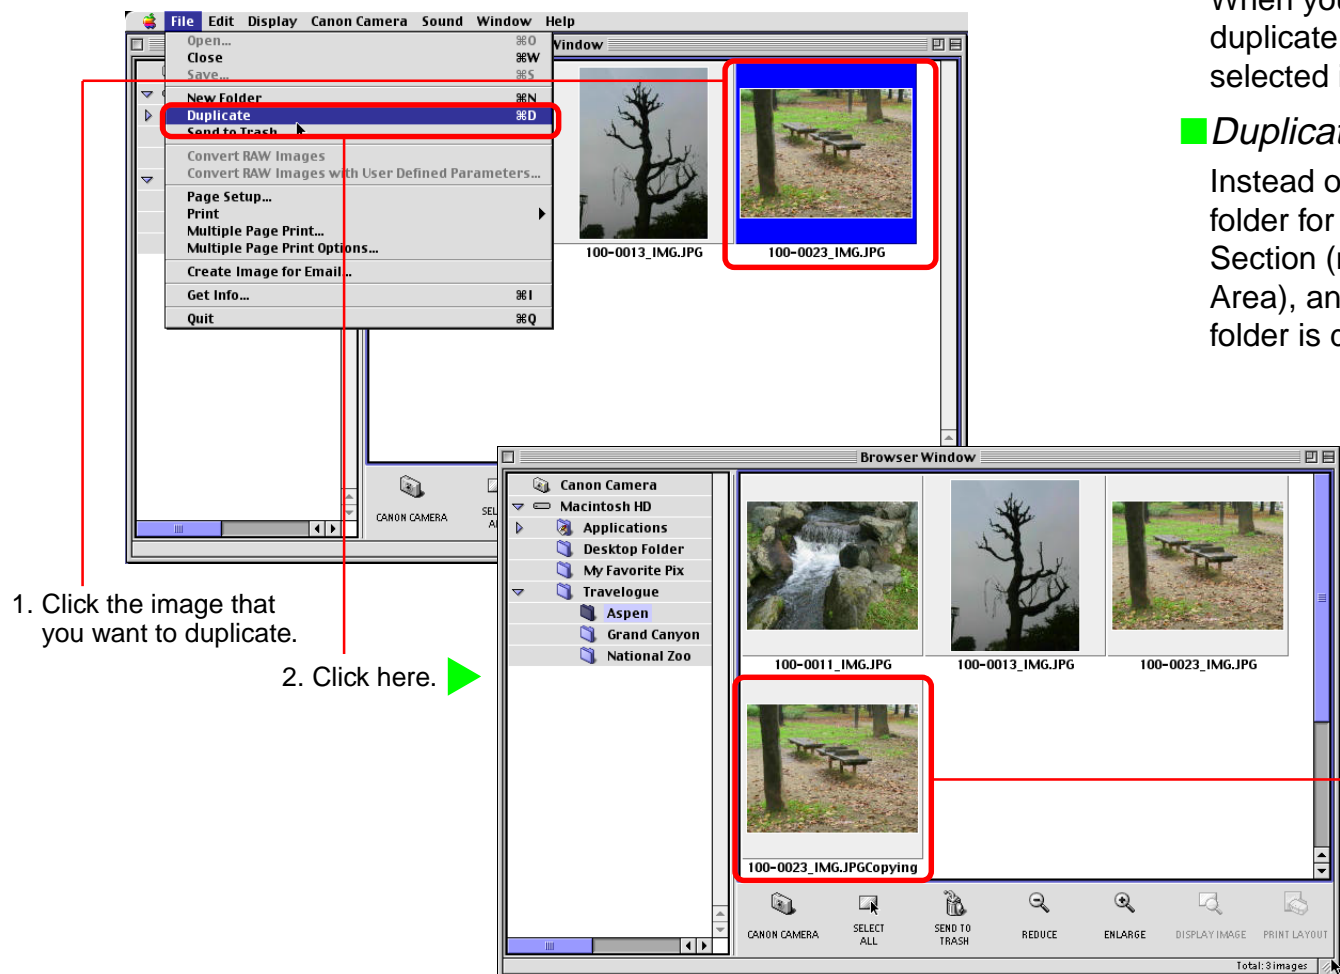 File Edit Display Canon Camera Sound Window Help
Open... ⌘O
Close ⌘W
Save... ⌘S
New Folder ⌘N
Duplicate ⌘D
Send to Trash
Convert RAW Images
Convert RAW Images with User Defined Parameters...
Page Setup...
Print
Multiple Page Print...
Multiple Page Print Options...
Create Image for Email...
Get Info... ⌘I
Quit ⌘Q
Window
100-0013_IMG.JPG
100-0023_IMG.JPG
CANON CAMERA
When you
duplicate
selected
Duplicat
Instead o
folder for
Section (
Area), an
folder is
1. Click the image that
you want to duplicate.
2. Click here.
Browser Window
Canon Camera
Macintosh HD
Applications
Desktop Folder
My Favorite Pix
Travelogue
Aspen
Grand Canyon
National Zoo
100-0011_IMG.JPG
100-0013_IMG.JPG
100-0023_IMG.JPG
100-0023_IMG.JPGCopying
CANON CAMERA
SELECT
ALL
SEND TO
TRASH
REDUCE
ENLARGE
DISPLAY IMAGE
PRINT LAYOUT
Total:3images